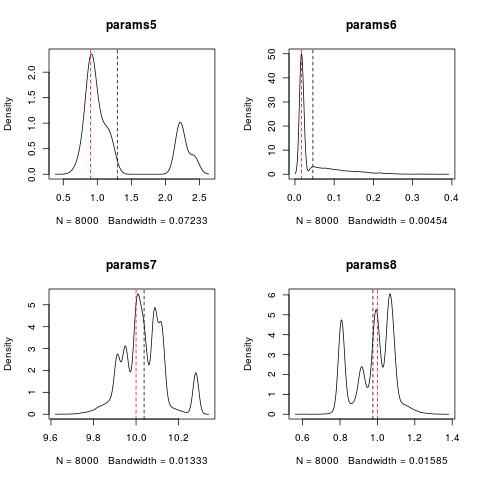 params5
Density
0.0 0.5 1.0 1.5 2.0
0.5 1.0 1.5 2.0 2.5
N = 8000 Bandwidth = 0.07233
params6
Density
0 10 20 30 40 50
0.0 0.1 0.2 0.3 0.4
N = 8000 Bandwidth = 0.00454
params7
Density
0 1 2 3 4 5
9.6 9.8 10.0 10.2
N = 8000 Bandwidth = 0.01333
params8
Density
0 1 2 3 4 5 6
0.6 0.8 1.0 1.2 1.4
N = 8000 Bandwidth = 0.01585